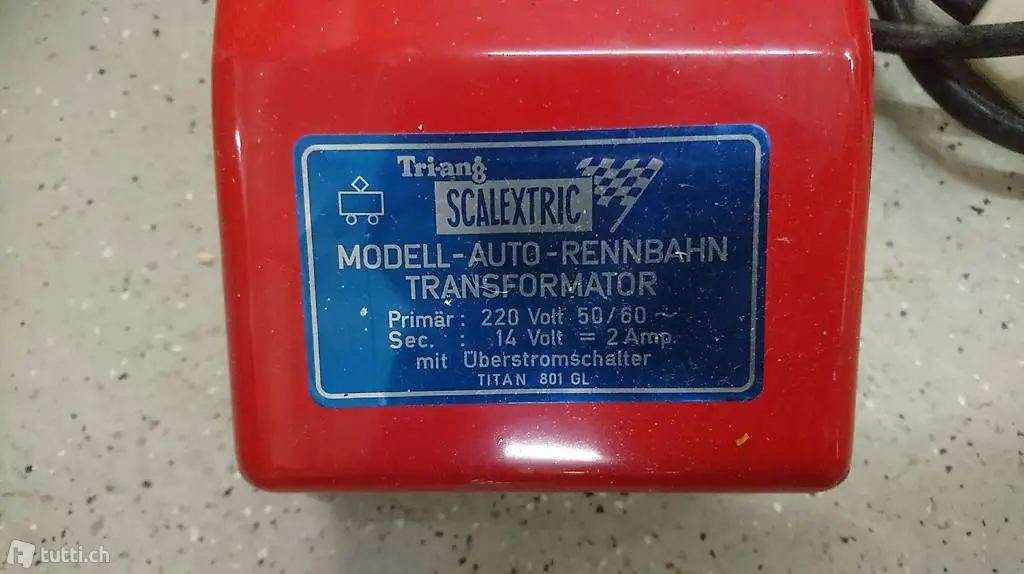 Tri-ang
SCALEXTRIC
MODELL-AUTO-RENNBAHN
TRANSFORMATOR
Primär : 220 Volt 50/60 ~
Sec. : 14 Volt = 2 Amp.
mit Überstromschalter
TITAN 801 GL
tutti.ch